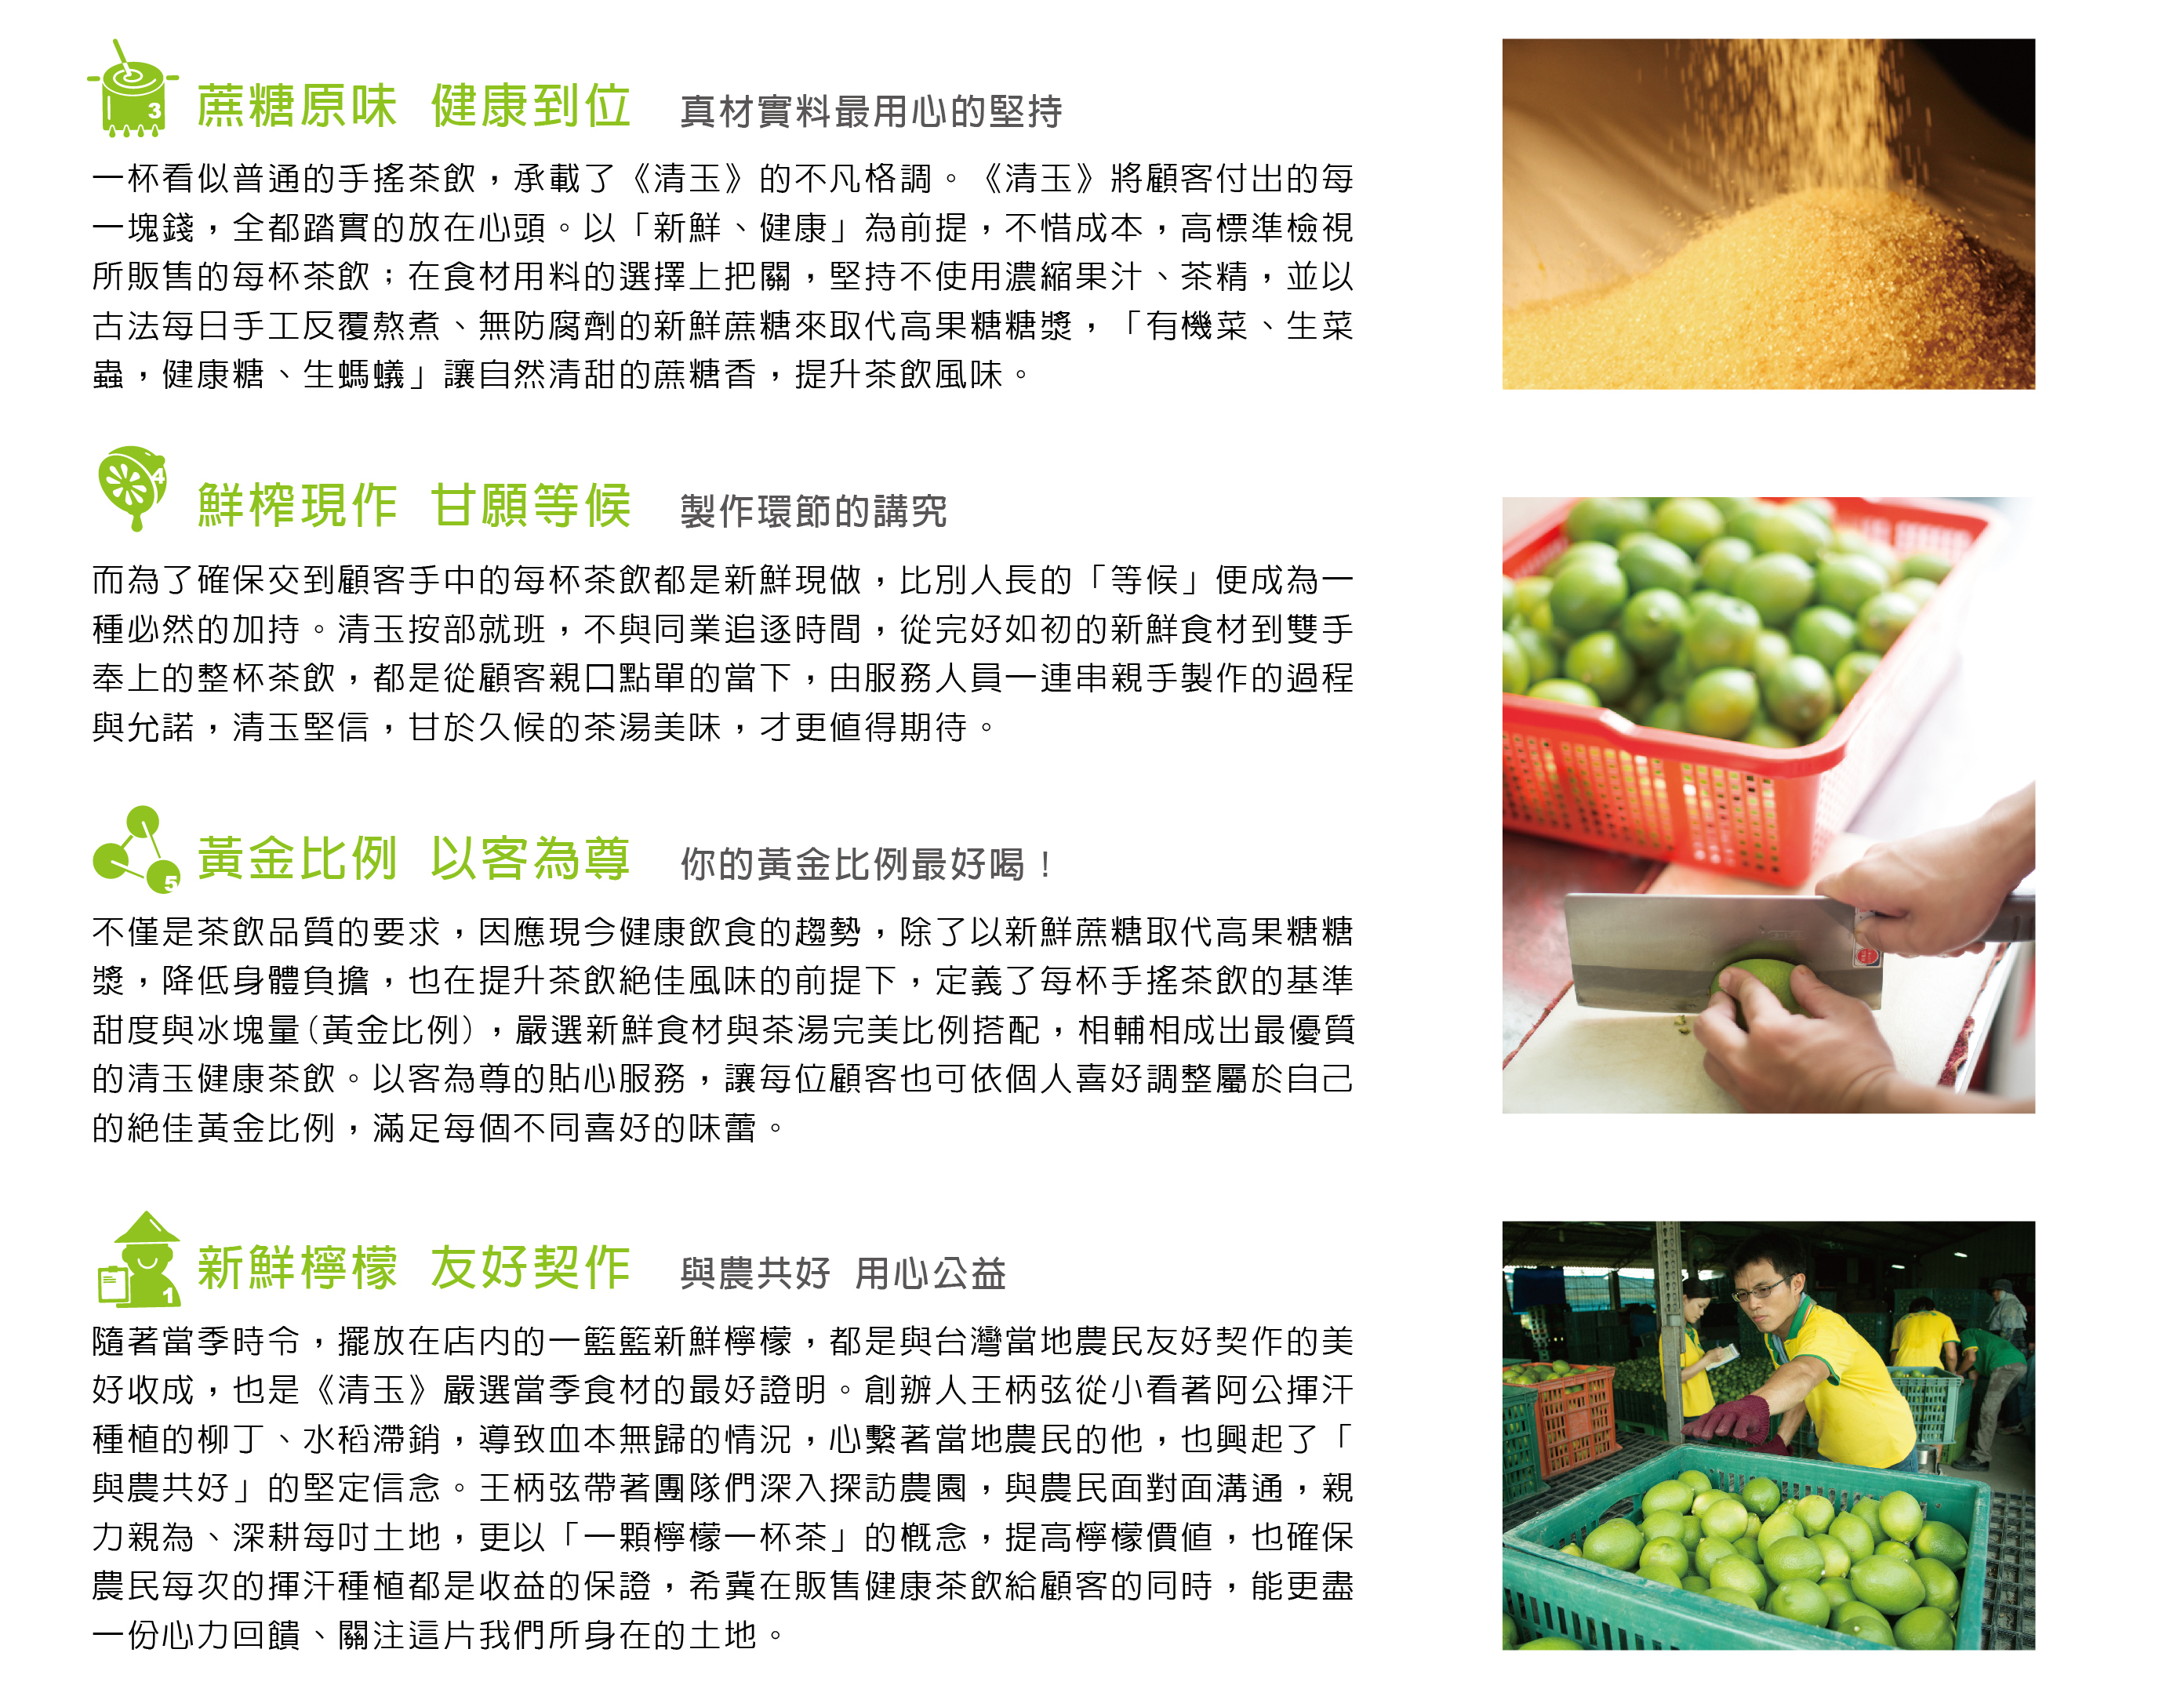 3
蔗糖原味 健康到位 真材實料最用心的堅持
一杯看似普通的手搖茶飲，承載了《清玉》的不凡格調。《清玉》將顧客付出的每
一塊錢，全都踏實的放在心頭。以「新鮮、健康」為前提，不惜成本，高標準檢視
所販售的每杯茶飲；在食材用料的選擇上把關，堅持不使用濃縮果汁、茶精，並以
古法每日手工反覆熬煮、無防腐劑的新鮮蔗糖來取代高果糖糖漿，「有機菜、生菜
蟲，健康糖、生螞蟻」讓自然清甜的蔗糖香，提升茶飲風味。
4
鮮榨現作 甘願等候 製作環節的講究
而為了確保交到顧客手中的每杯茶飲都是新鮮現做，比別人長的「等候」便成為一
種必然的加持。清玉按部就班，不與同業追逐時間，從完好如初的新鮮食材到雙手
奉上的整杯茶飲，都是從顧客親口點單的當下，由服務人員一連串親手製作的過程
與允諾，清玉堅信，甘於久候的茶湯美味，才更值得期待。
5
黃金比例 以客為尊 你的黃金比例最好喝！
不僅是茶飲品質的要求，因應現今健康飲食的趨勢，除了以新鮮蔗糖取代高果糖糖
漿，降低身體負擔，也在提升茶飲絕佳風味的前提下，定義了每杯手搖茶飲的基準
甜度與冰塊量(黃金比例)，嚴選新鮮食材與茶湯完美比例搭配，相輔相成出最優質
的清玉健康茶飲。以客為尊的貼心服務，讓每位顧客也可依個人喜好調整屬於自己
的絕佳黃金比例，滿足每個不同喜好的味蕾。
1
新鮮檸檬 友好契作 與農共好 用心公益
隨著當季時令，擺放在店內的一籃籃新鮮檸檬，都是與台灣當地農民友好契作的美
好收成，也是《清玉》嚴選當季食材的最好證明。創辦人王柄弦從小看著阿公揮汗
種植的柳丁、水稻滯銷，導致血本無歸的情況，心繫著當地農民的他，也興起了「
與農共好」的堅定信念。王柄弦帶著團隊們深入探訪農園，與農民面對面溝通，親
力親為、深耕每吋土地，更以「一顆檸檬一杯茶」的概念，提高檸檬價值，也確保
農民每次的揮汗種植都是收益的保證，希冀在販售健康茶飲給顧客的同時，能更盡
一份心力回饋、關注這片我們所身在的土地。